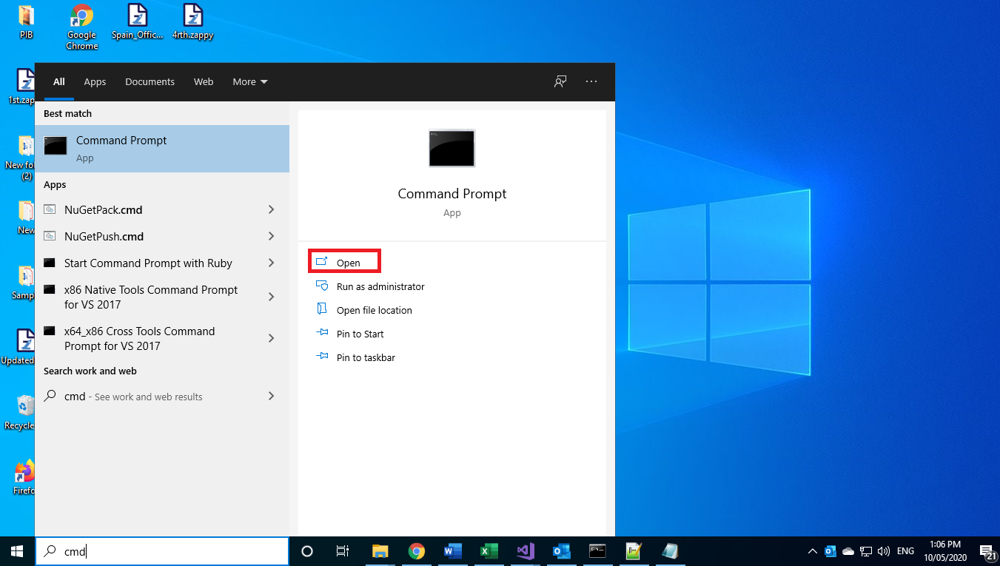 PIB
Google
Chrome
Spain_Offic...
4rth.zappy
1st.zap
New fol
(2)
New
Samp
Updated
Recycle
Firefo
All
Apps
Documents
Web
More
Best match
Command Prompt
App
Apps
NuGetPack.cmd
NuGetPush.cmd
Start Command Prompt with Ruby
x86 Native Tools Command Prompt
for VS 2017
x64_x86 Cross Tools Command
Prompt for VS 2017
Search work and web
cmd - See work and web results
Command Prompt
App
Open
Run as administrator
Open file location
Pin to Start
Pin to taskbar
cmd
ENG
1:06 PM
10/05/2020
21